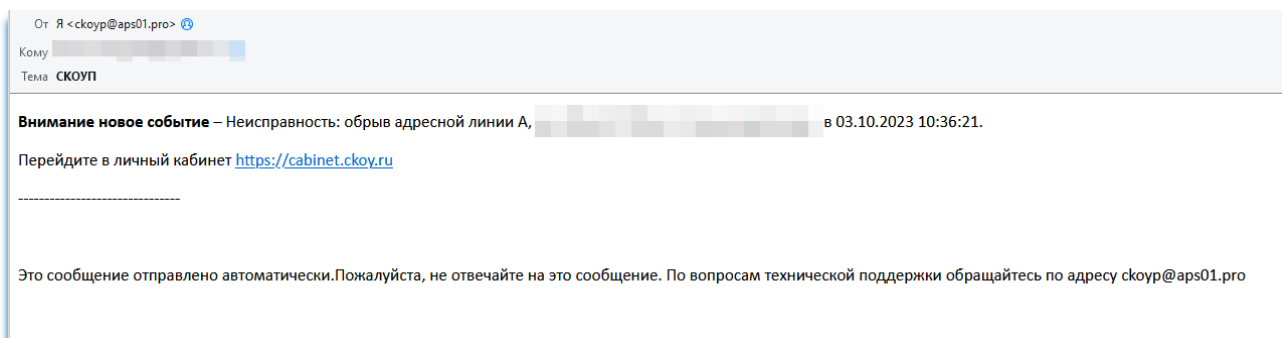 От Я <ckoyp@aps01.pro>
Кому
Тема СКОУП
Внимание новое событие – Неисправность: обрыв адресной линии А, в 03.10.2023 10:36:21.
Перейдите в личный кабинет https://cabinet.ckoy.ru
-------------------------------
Это сообщение отправлено автоматически.Пожалуйста, не отвечайте на это сообщение. По вопросам технической поддержки обращайтесь по адресу ckoyp@aps01.pro